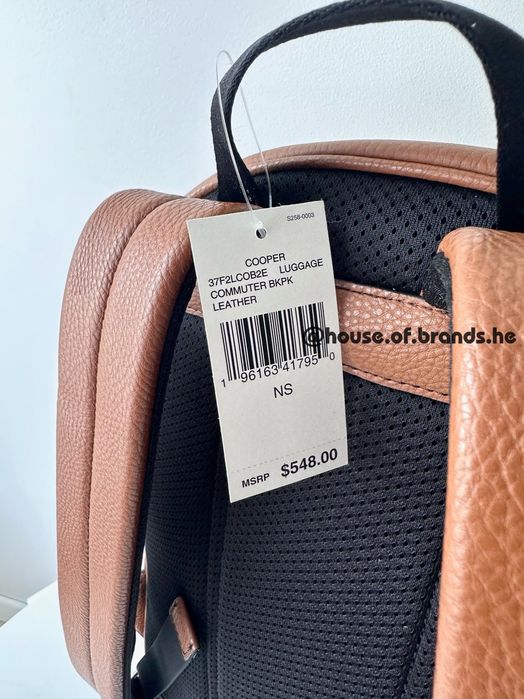 S258-0003
COOPER
37F2LCOB2E LUGGAGE
COMMUTER BKPK
LEATHER
@house.of.brands.he
1 96163 41795 0
NS
MSRP $548.00